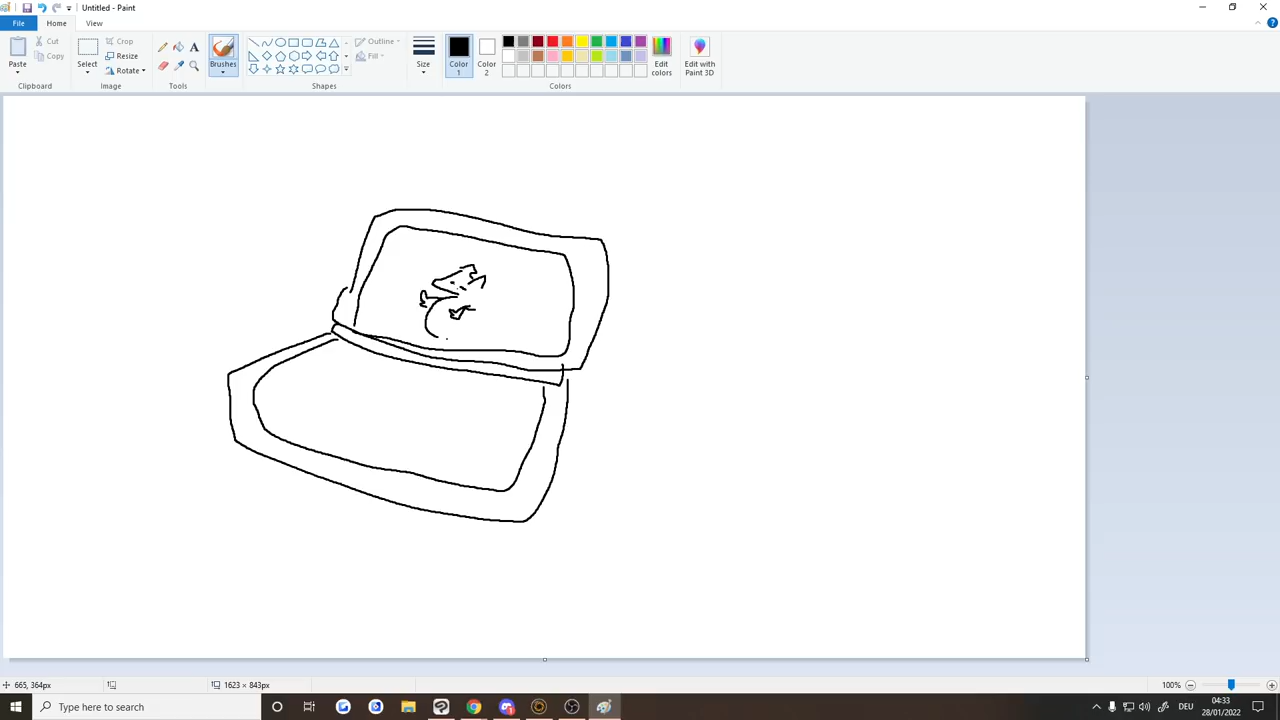 Untitled - Paint
File Home View
Paste
Cut
Copy
Clipboard
Select
Crop
Resize
Rotate
Image
A
Tools
Brushes
Outline
Fill
Shapes
Size
Color 1
Color 2
Edit colors
Colors
Edit with Paint 3D
665, 364px
1623 × 843px
100%
Type here to search
DEU
04:33
28/01/2022